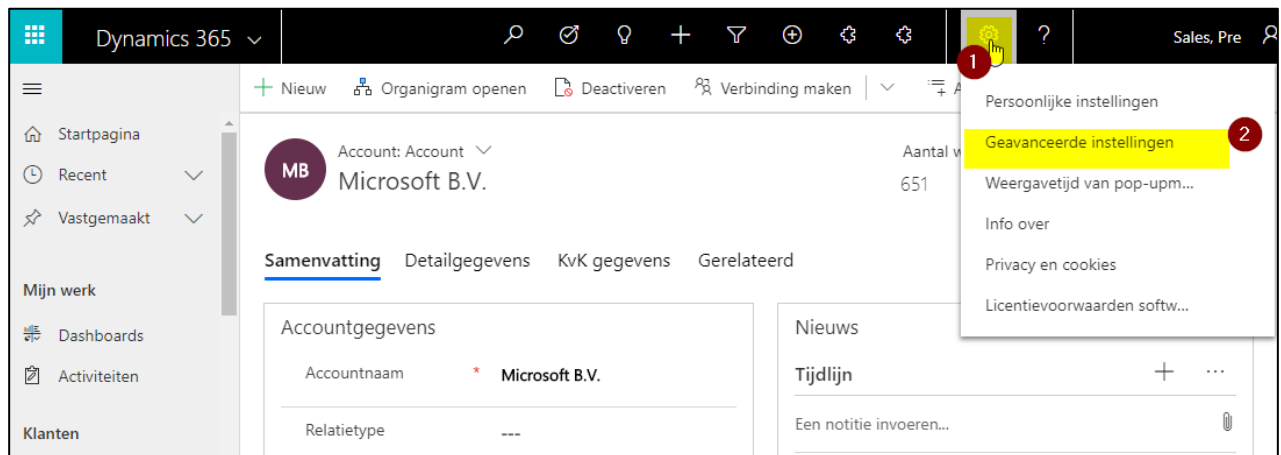 Dynamics 365
?
Sales, Pre
1
Nieuw
Organigram openen
Deactiveren
Verbinding maken
Persoonlijke instellingen
Startpagina
Account: Account
Geavanceerde instellingen
2
MB
Microsoft B.V.
Aantal
651
Recent
Weergavetijd van pop-upm...
Vastgemaakt
Info over
Samenvatting
Detailgegevens
KvK gegevens
Gerelateerd
Privacy en cookies
Mijn werk
Licentievoorwaarden softw...
Accountgegevens
Nieuws
Dashboards
Accountnaam
*
Microsoft B.V.
Tijdlijn
...
Activiteiten
Relatietype
---
Een notitie invoeren...
Klanten